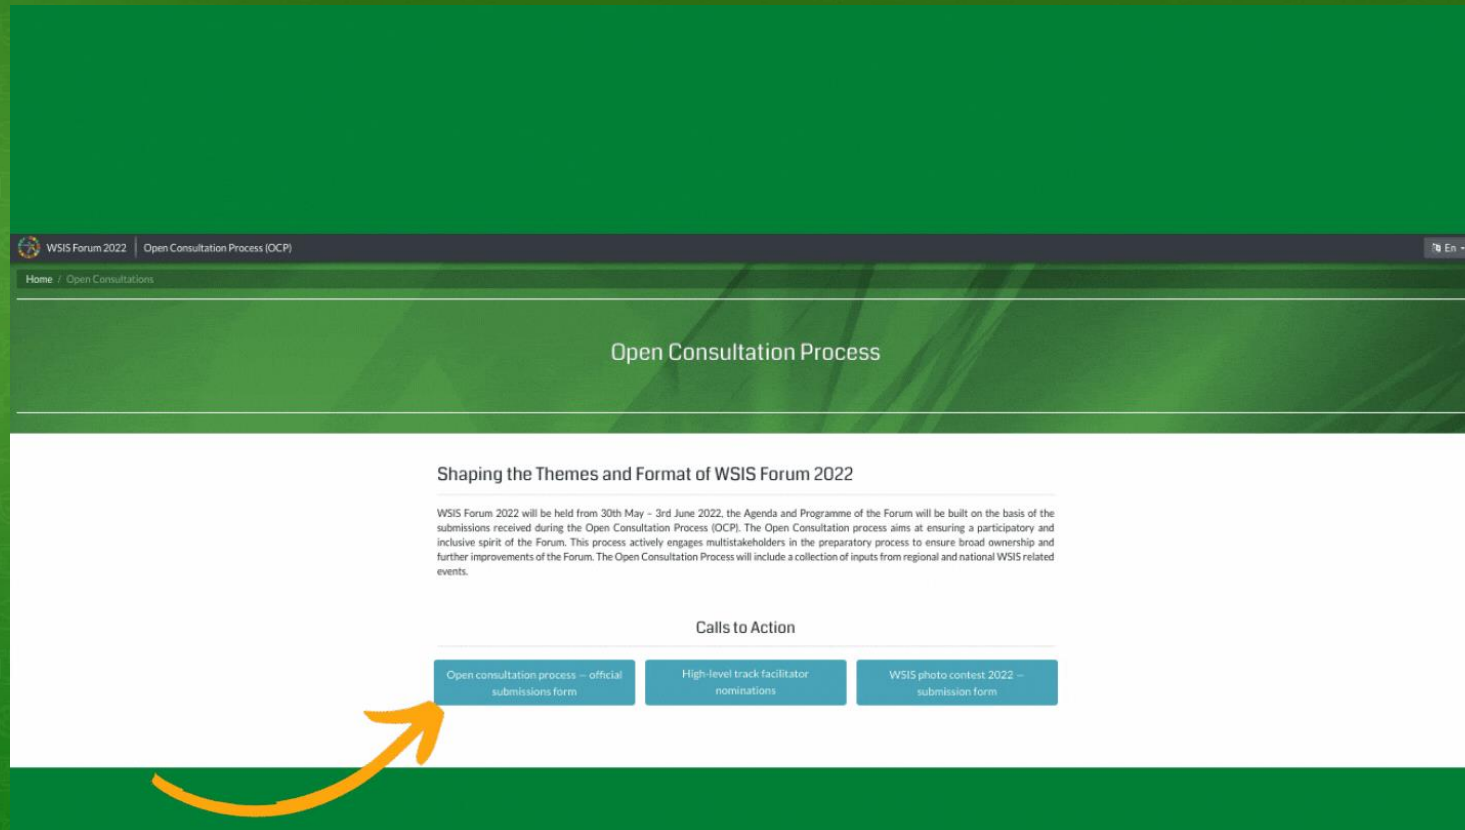 WSIS Forum 2022 | Open Consultation Process (OCP)
En
Home / Open Consultations
Open Consultation Process
Shaping the Themes and Format of WSIS Forum 2022
WSIS Forum 2022 will be held from 30th May – 3rd June 2022, the Agenda and Programme of the Forum will be built on the basis of the
submissions received during the Open Consultation Process (OCP). The Open Consultation process aims at ensuring a participatory and
inclusive spirit of the Forum. This process actively engages multistakeholders in the preparatory process to ensure broad ownership and
further improvements of the Forum. The Open Consultation Process will include a collection of inputs from regional and national WSIS related
events.
Calls to Action
Open consultation process – official
submissions form
High-level track facilitator
nominations
WSIS photo contest 2022 –
submission form